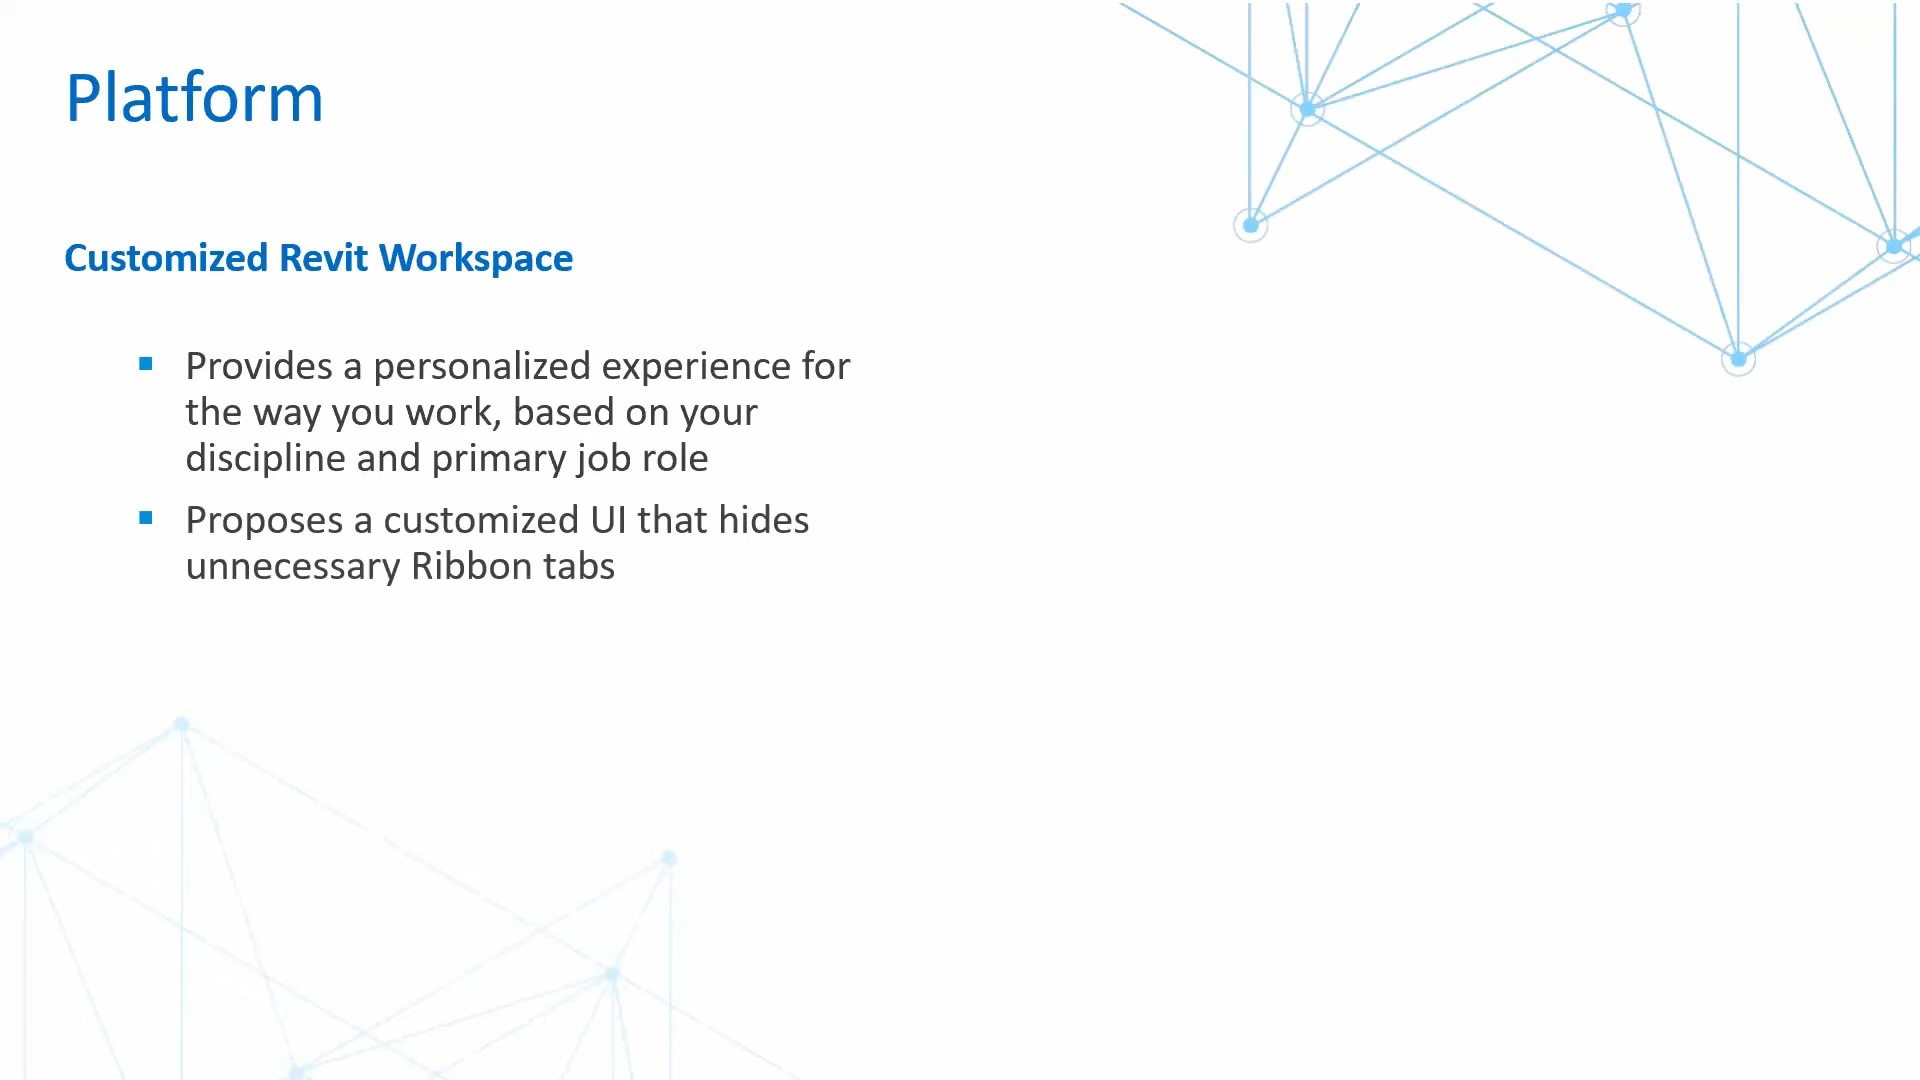 Platform
Customized Revit Workspace
Provides a personalized experience for
the way you work, based on your
discipline and primary job role
Proposes a customized UI that hides
unnecessary Ribbon tabs